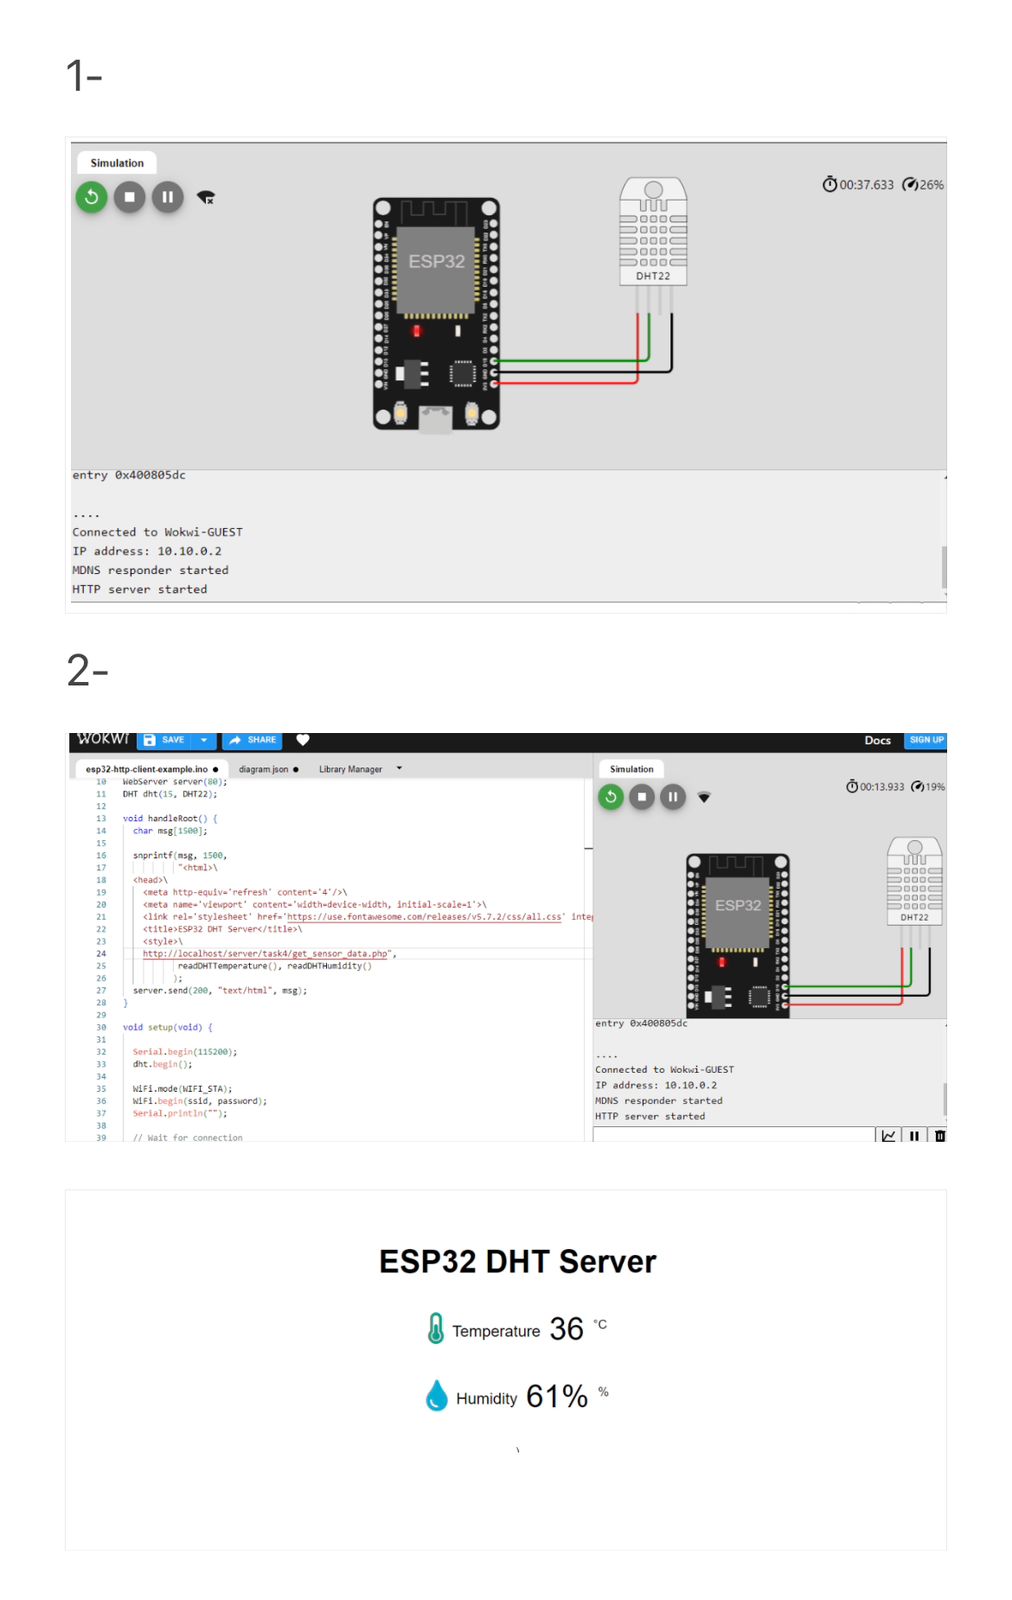 1-
Simulation
00:37.633 26%
ESP32
DHT22
entry 0x400805dc
....
Connected to Wokwi-GUEST
IP address: 10.10.0.2
MDNS responder started
HTTP server started
2-
WOKWI SAVE SHARE Docs SIGN UP
esp32-http-client-example.ino diagram.json Library Manager
10 WebServer server(80);
11 DHT dht(15, DHT22);
12
13 void handleRoot() {
14 char msg[1500];
15
16 snprintf(msg, 1500,
17 "<html>\
18 <head>\
19 <meta http-equiv='refresh' content='4'/>\
20 <meta name='viewport' content='width=device-width, initial-scale=1'>\
21 <link rel='stylesheet' href='https://use.fontawesome.com/releases/v5.7.2/css/all.css' integ
22 <title>ESP32 DHT Server</title>\
23 <style>\
24 http://localhost/server/task4/get_sensor_data.php",
25 readDHTTemperature(), readDHTHumidity()
26 );
27 server.send(200, "text/html", msg);
28 }
29
30 void setup(void) {
31
32 Serial.begin(115200);
33 dht.begin();
34
35 WiFi.mode(WIFI_STA);
36 WiFi.begin(ssid, password);
37 Serial.println("");
38
39 // Wait for connection
Simulation
00:13.933 19%
ESP32
DHT22
entry 0x400805dc
....
Connected to Wokwi-GUEST
IP address: 10.10.0.2
MDNS responder started
HTTP server started
ESP32 DHT Server
Temperature 36 °C
Humidity 61% %
\